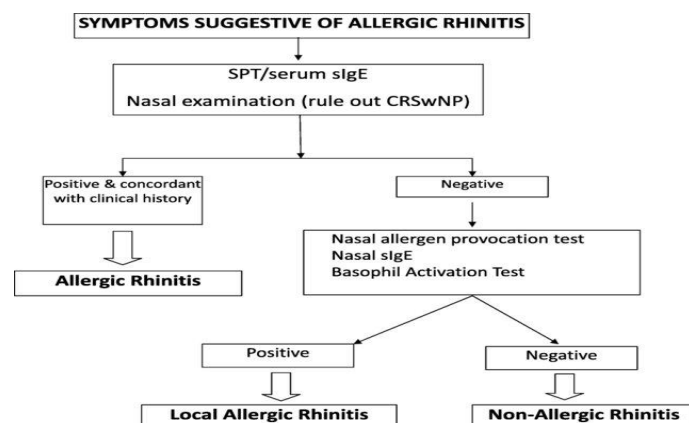 SYMPTOMS SUGGESTIVE OF ALLERGIC RHINITIS
SPT/serum sIgE
Nasal examination (rule out CRSwNP)
Positive & concordant
with clinical history
Negative
Allergic Rhinitis
Nasal allergen provocation test
Nasal sIgE
Basophil Activation Test
Positive
Negative
Local Allergic Rhinitis
Non-Allergic Rhinitis